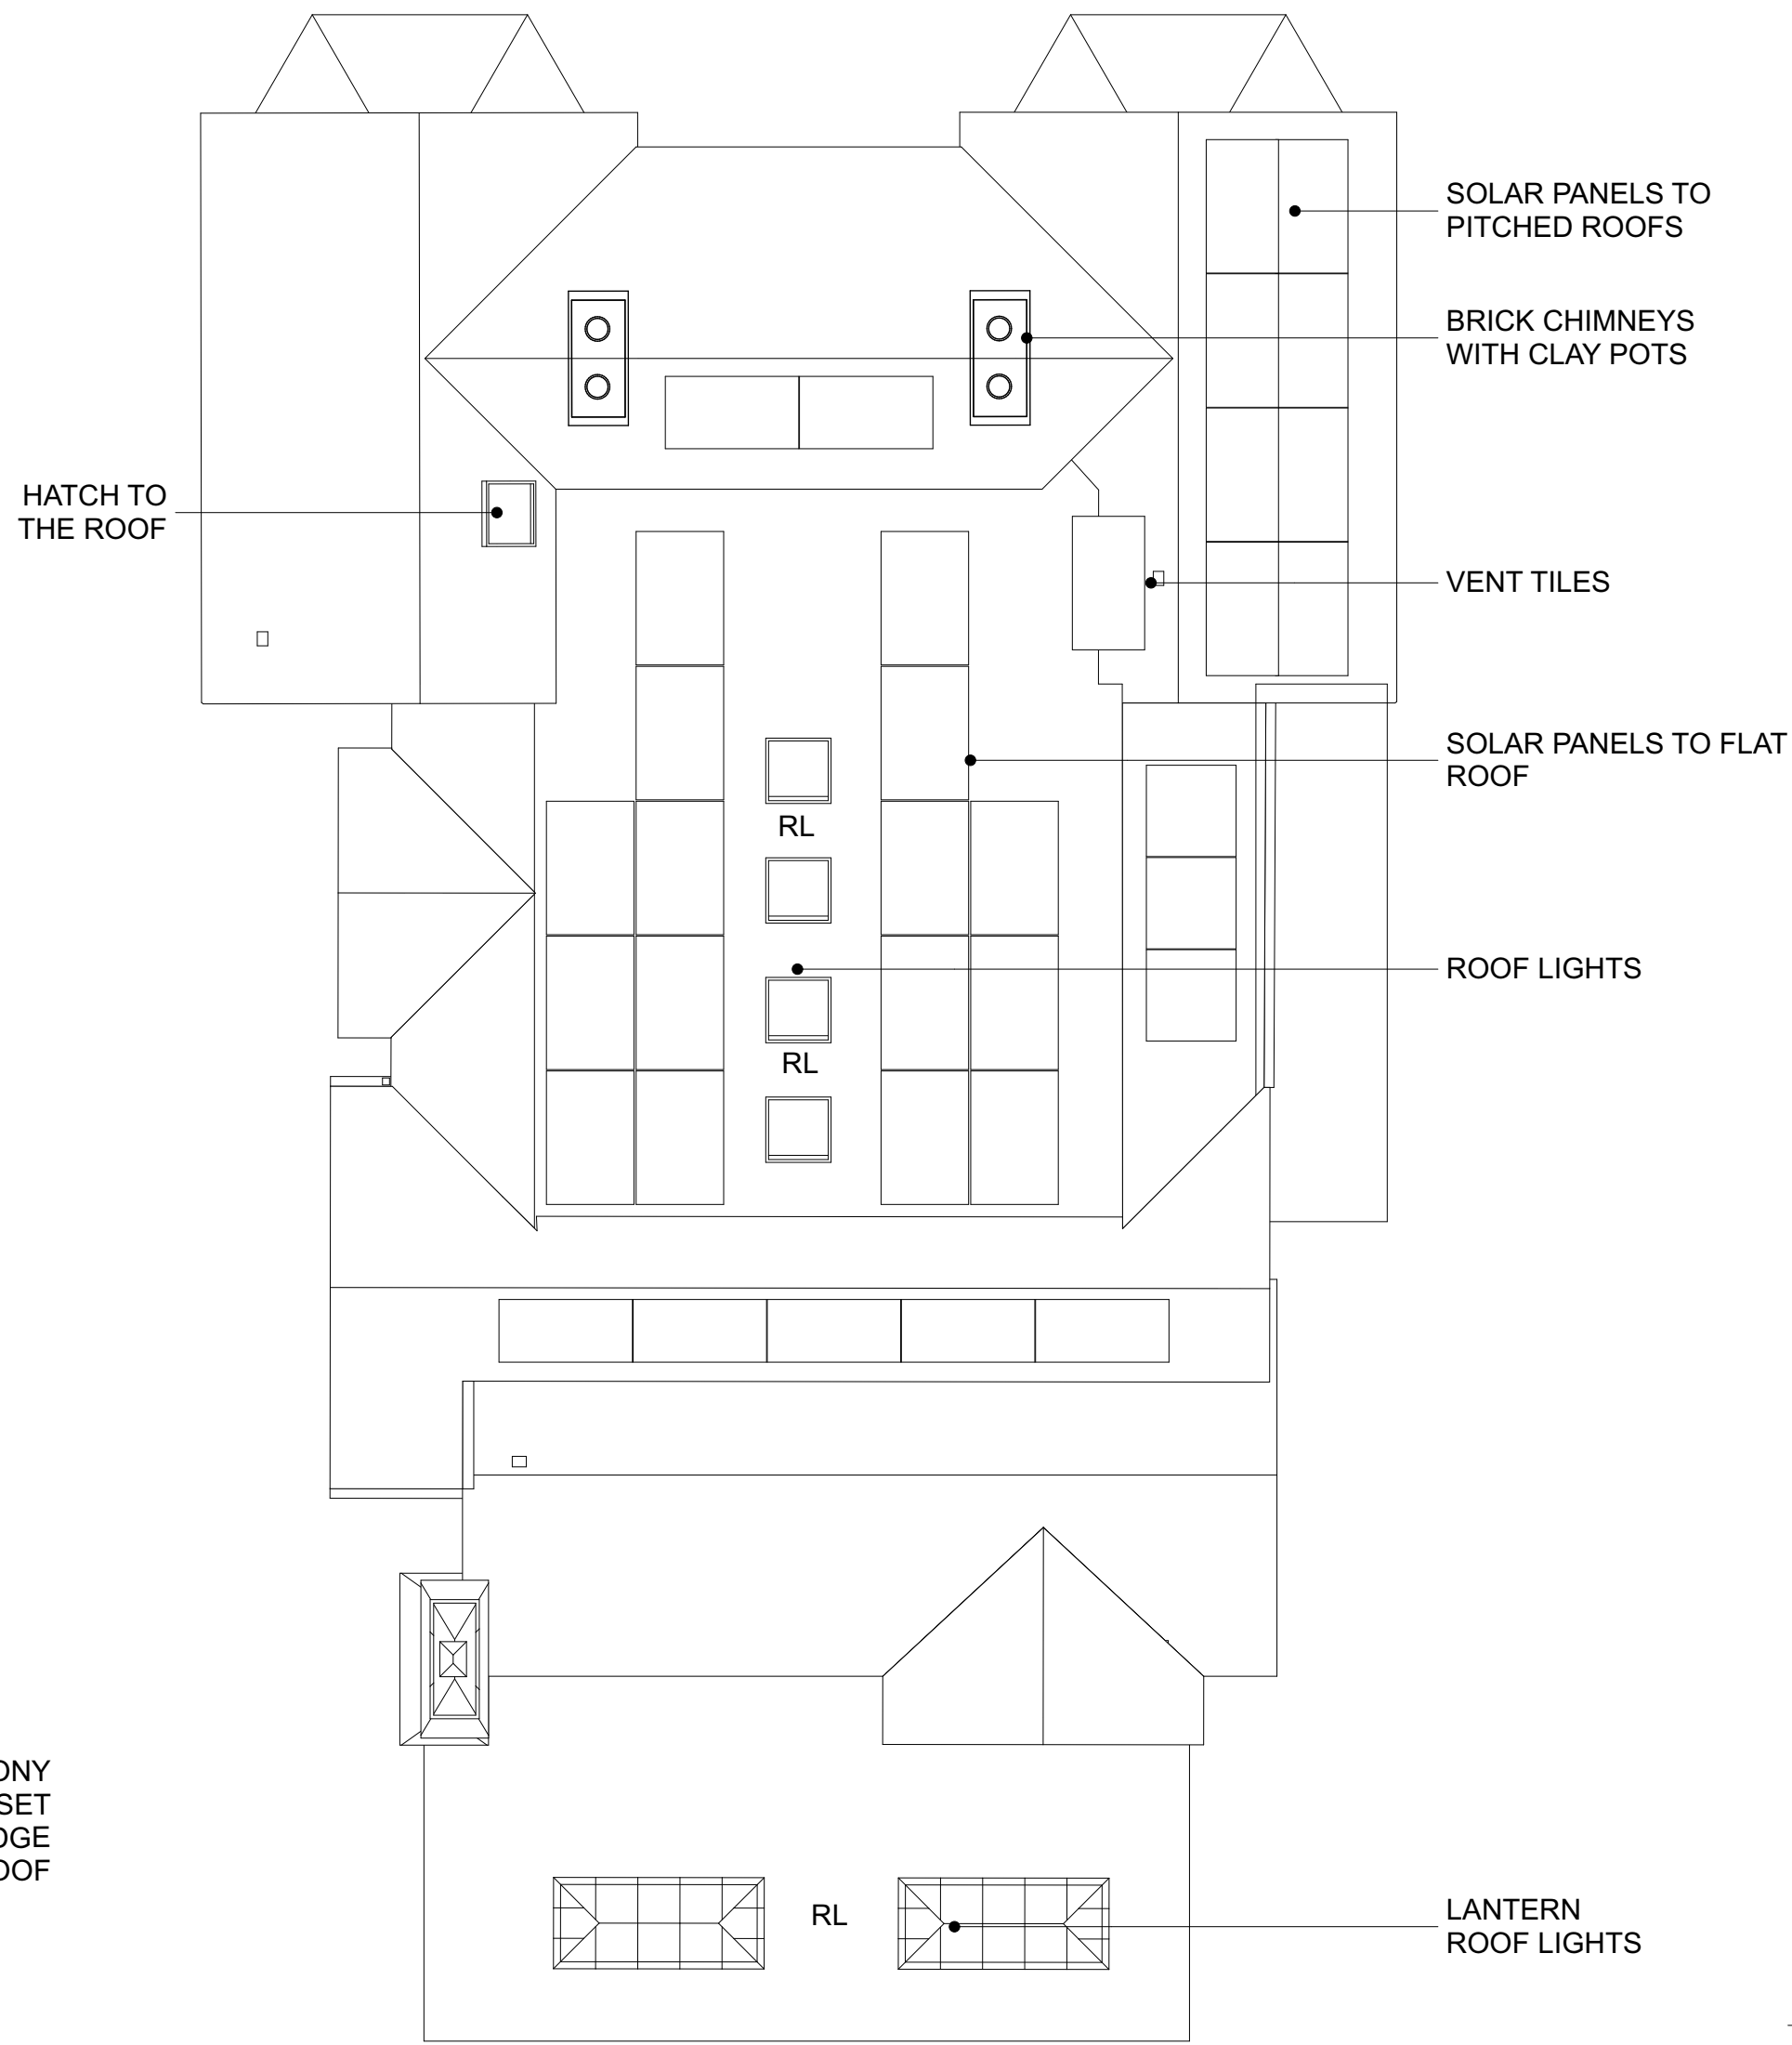 SOLAR PANELS TO
PITCHED ROOFS
BRICK CHIMNEYS
WITH CLAY POTS
HATCH TO
THE ROOF
VENT TILES
SOLAR PANELS TO FLAT
ROOF
RL
ROOF LIGHTS
RL
SET
LANTERN
ROOF LIGHTS
RL